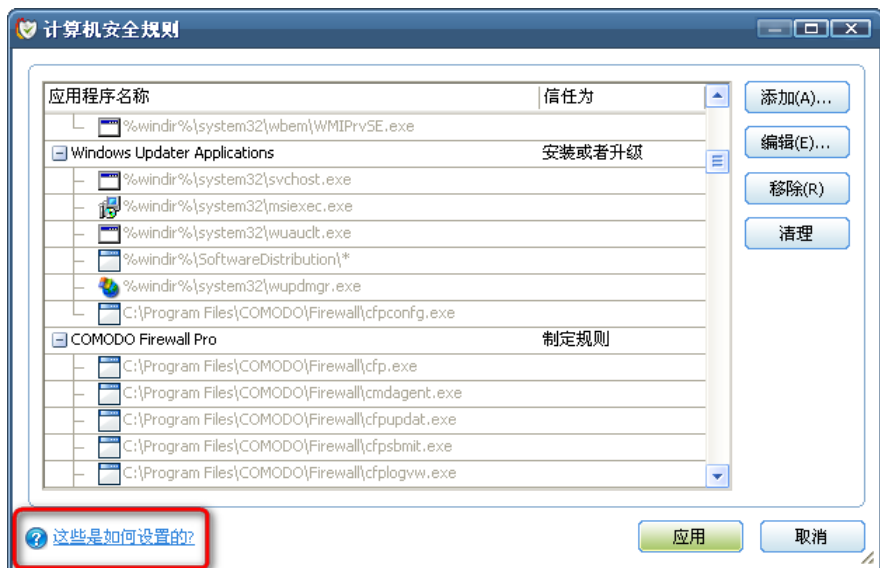 计算机安全规则
应用程序名称 信任为
添加(A)...
%windir%\system32\wbem\WMIPrvSE.exe
编辑(E)...
Windows Updater Applications 安装或者升级
%windir%\system32\svchost.exe
移除(R)
%windir%\system32\msiexec.exe
%windir%\system32\wuauclt.exe
清理
%windir%\SoftwareDistribution\*
%windir%\system32\wupdmgr.exe
C:\Program Files\COMODO\Firewall\cfpconfg.exe
COMODO Firewall Pro 制定规则
C:\Program Files\COMODO\Firewall\cfp.exe
C:\Program Files\COMODO\Firewall\cmdagent.exe
C:\Program Files\COMODO\Firewall\cfpupdat.exe
C:\Program Files\COMODO\Firewall\cfpsbmit.exe
C:\Program Files\COMODO\Firewall\cfplogvw.exe
这些是如何设置的?
应用 取消